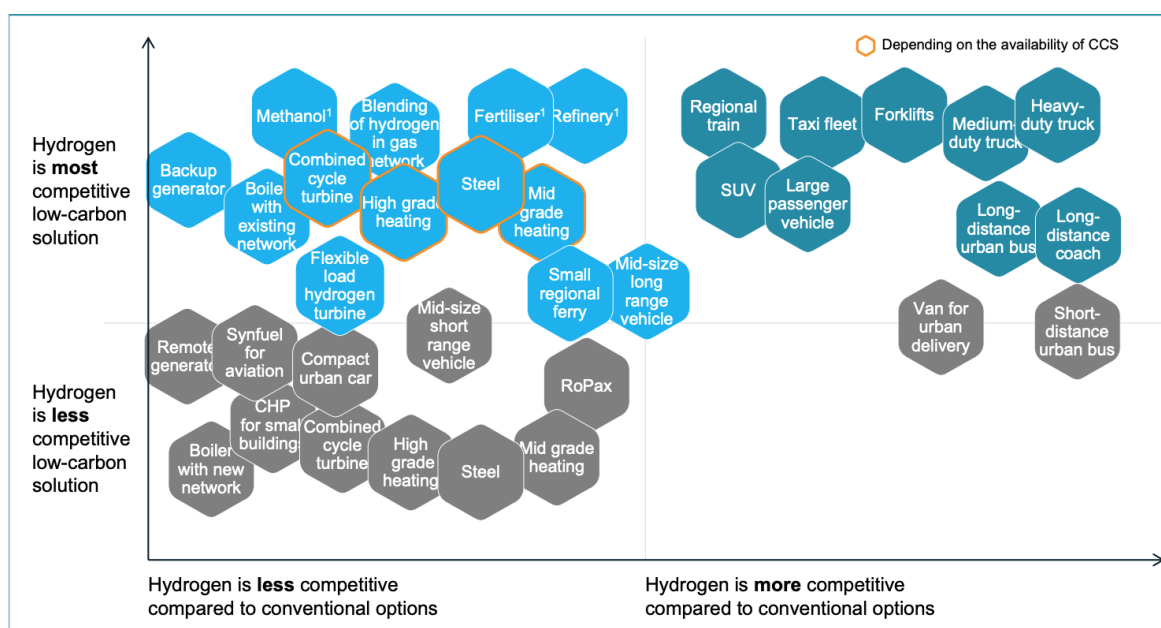 Depending on the availability of CCS
Hydrogen
is most
competitive
low-carbon
solution
Methanol¹
Blending
of hydrogen
in gas
network
Fertiliser¹
Refinery¹
Backup
generator
Boiler
with
existing
network
Combined
cycle
turbine
High grade
heating
Steel
Mid
grade
heating
Flexible
load
hydrogen
turbine
Small
regional
ferry
Mid-size
long
range
vehicle
Regional
train
Taxi fleet
Forklifts
Medium-
duty truck
Heavy-
duty truck
SUV
Large
passenger
vehicle
Long-
distance
urban bus
Long-
distance
coach
Hydrogen
is less
competitive
low-carbon
solution
Remote
generator
Synfuel
for
aviation
Compact
urban car
Mid-size
short
range
vehicle
RoPax
Van for
urban
delivery
Short-
distance
urban bus
Boiler
with new
network
CHP
for small
buildings
Combined
cycle
turbine
High
grade
heating
Steel
Mid grade
heating
Hydrogen is less competitive
compared to conventional options
Hydrogen is more competitive
compared to conventional options